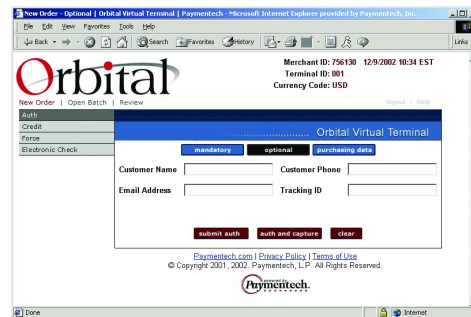 New Order - Optional | Orbital Virtual Terminal | Paymentech - Microsoft Internet Explorer provided by Paymentech, Inc.
File Edit View Favorites Tools Help
Back Search Favorites History Links
Orbital
Merchant ID: 756130 12/9/2002 10:34 EST
Terminal ID: 001
Currency Code: USD
New Order | Open Batch | Review logout | help
Auth
Credit
Force
Electronic Check
Orbital Virtual Terminal
mandatory optional purchasing data
Customer Name Customer Phone
Email Address Tracking ID
submit auth auth and capture clear
Paymentech.com | Privacy Policy | Terms of Use
© Copyright 2001, 2002. Paymentech, L.P. All Rights Reserved.
powered by
Paymentech.
Done Internet